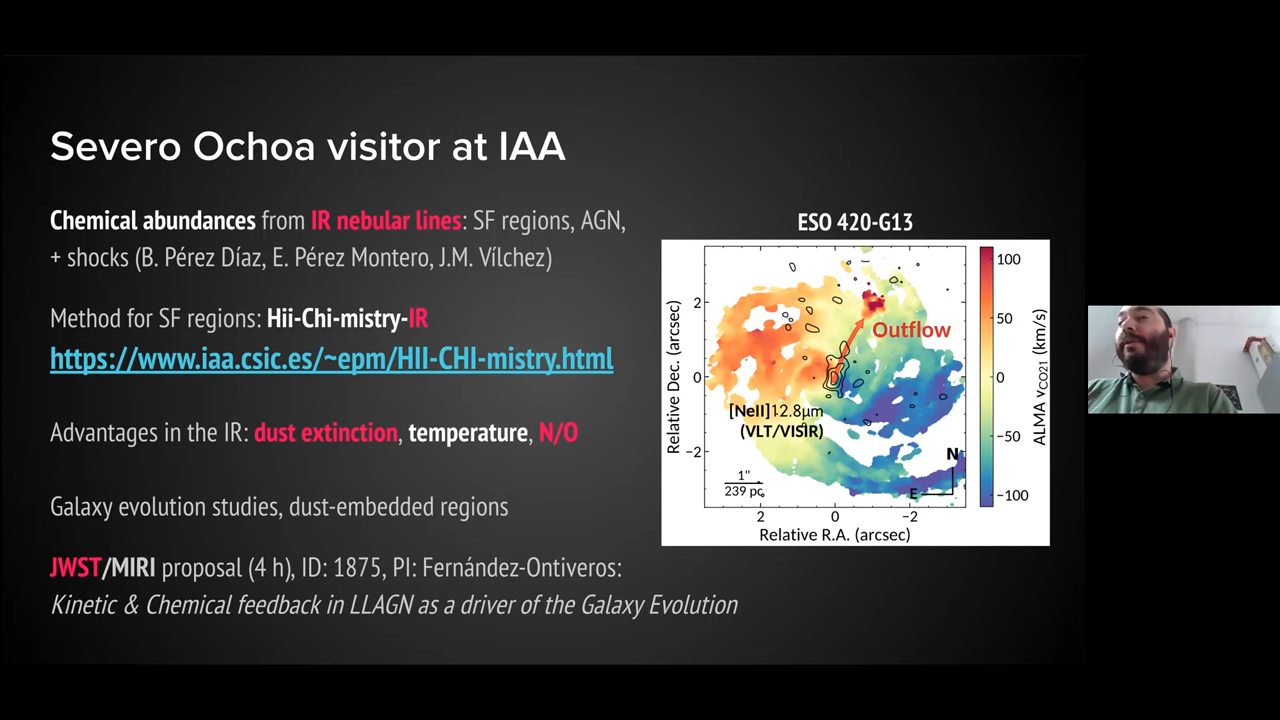 Severo Ochoa visitor at IAA
Chemical abundances from IR nebular lines: SF regions, AGN,
+ shocks (B. Pérez Díaz, E. Pérez Montero, J.M. Vílchez)
Method for SF regions: Hii-Chi-mistry-IR
https://www.iaa.csic.es/~epm/HII-CHI-mistry.html
Advantages in the IR: dust extinction, temperature, N/O
Galaxy evolution studies, dust-embedded regions
JWST/MIRI proposal (4 h), ID: 1875, PI: Fernández-Ontiveros:
Kinetic & Chemical feedback in LLAGN as a driver of the Galaxy Evolution
ESO 420-G13
Relative Dec. (arcsec)
2
0
−2
Outflow
[NeII]12.8μm
(VLT/VISIR)
1"
239 pc
N
E
2 0 −2
Relative R.A. (arcsec)
100
50
0
−50
−100
ALMA vCO21 (km/s)